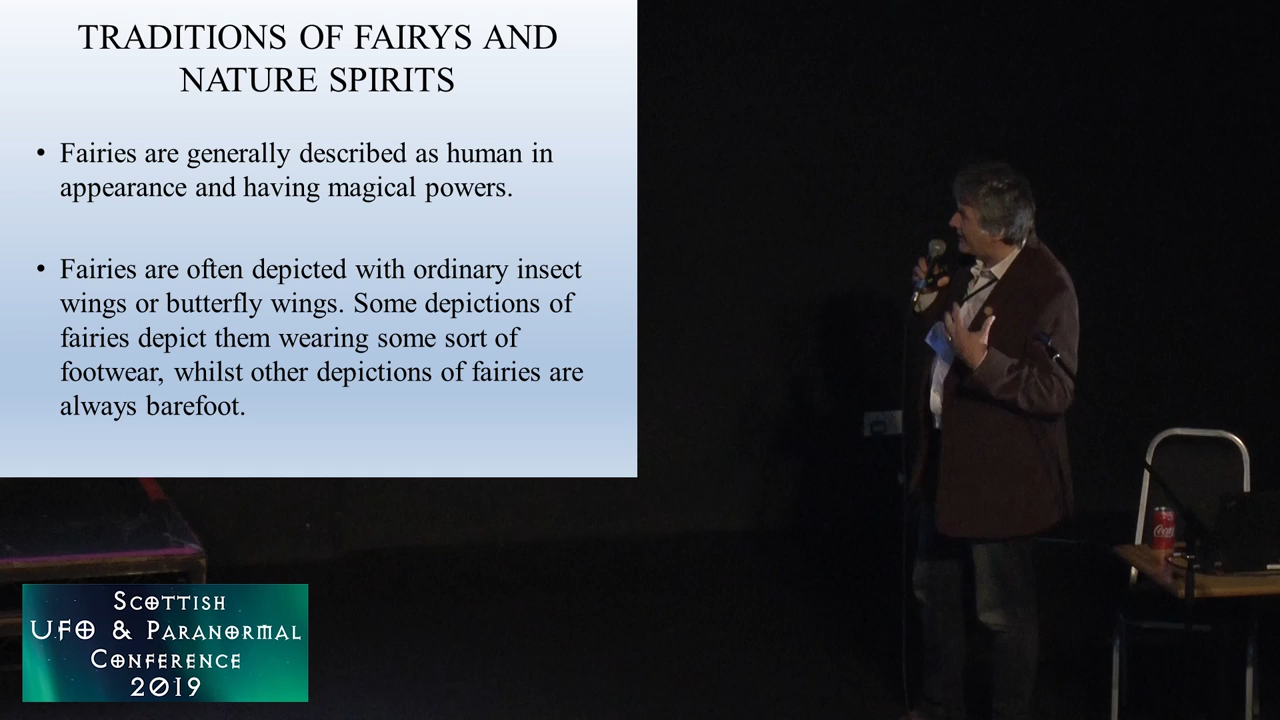 TRADITIONS OF FAIRYS AND
NATURE SPIRITS
• Fairies are generally described as human in
appearance and having magical powers.
• Fairies are often depicted with ordinary insect
wings or butterfly wings. Some depictions of
fairies depict them wearing some sort of
footwear, whilst other depictions of fairies are
always barefoot.
SCOTTISH
UFO & PARANORMAL
CONFERENCE
2019
Coca